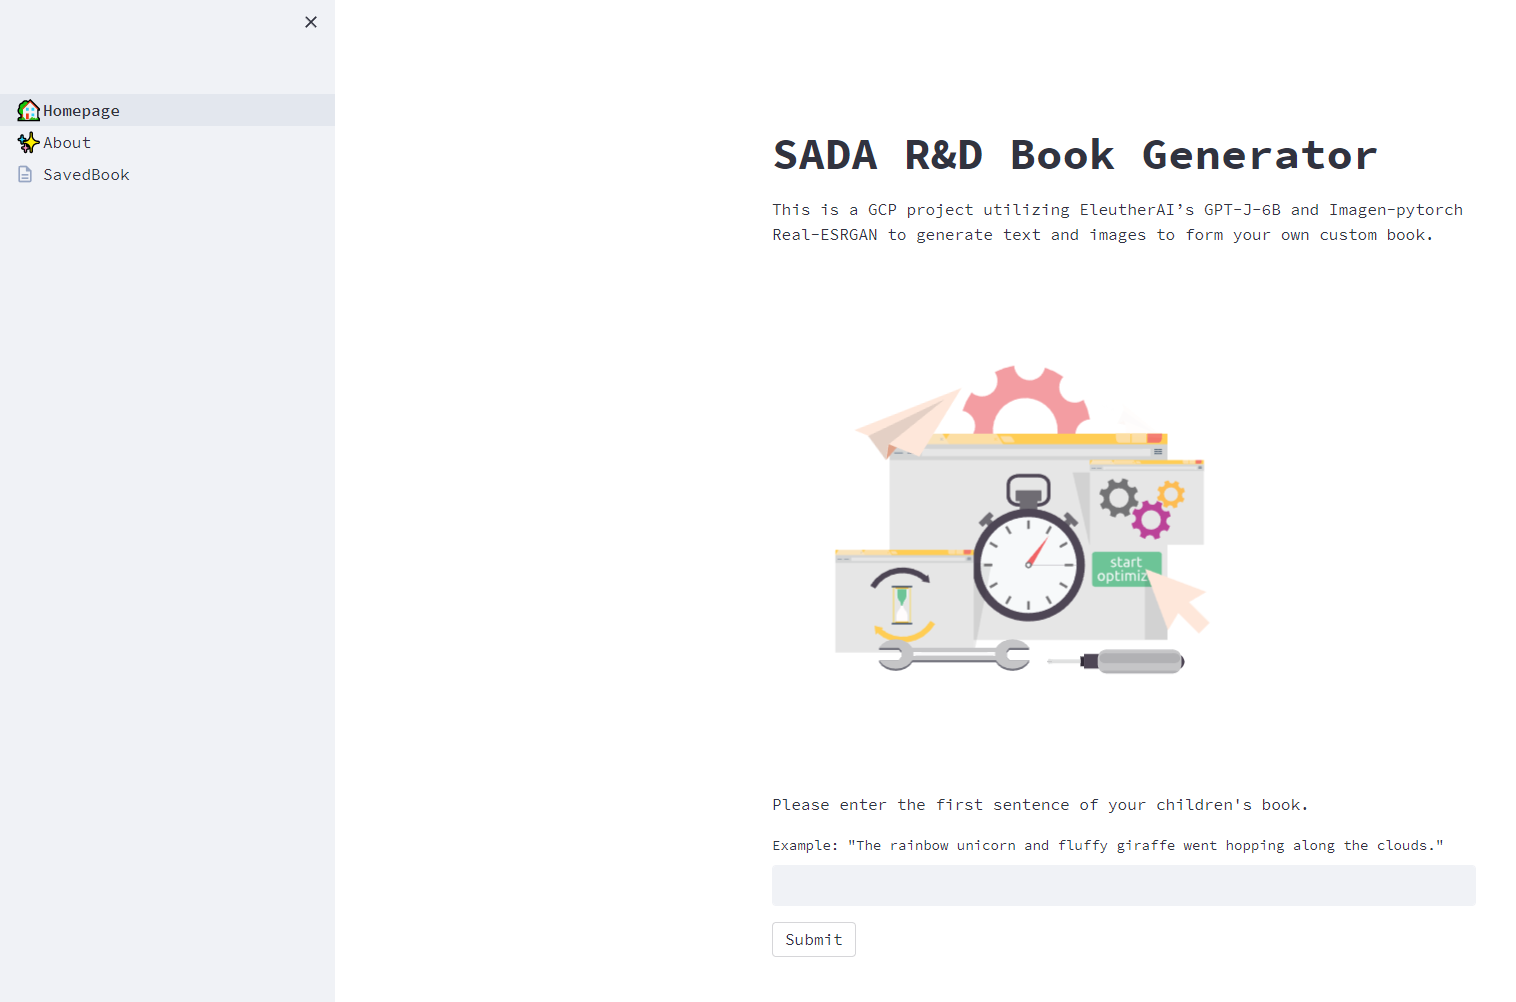 Homepage
About
SavedBook
SADA R&D Book Generator
This is a GCP project utilizing EleutherAI’s GPT-J-6B and Imagen-pytorch
Real-ESRGAN to generate text and images to form your own custom book.
start
optimiz
Please enter the first sentence of your children's book.
Example: "The rainbow unicorn and fluffy giraffe went hopping along the clouds."
Submit